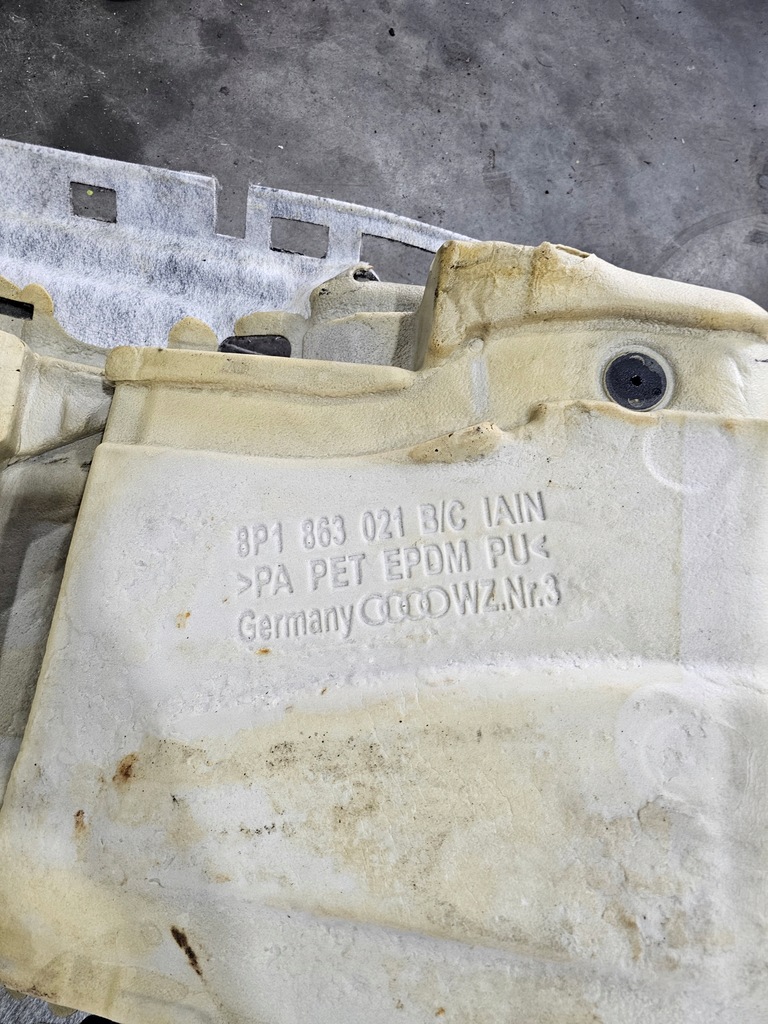 8P1 863 021 B/C IAIN
>PA PET EPDM PU<
Germany WZ.Nr.3